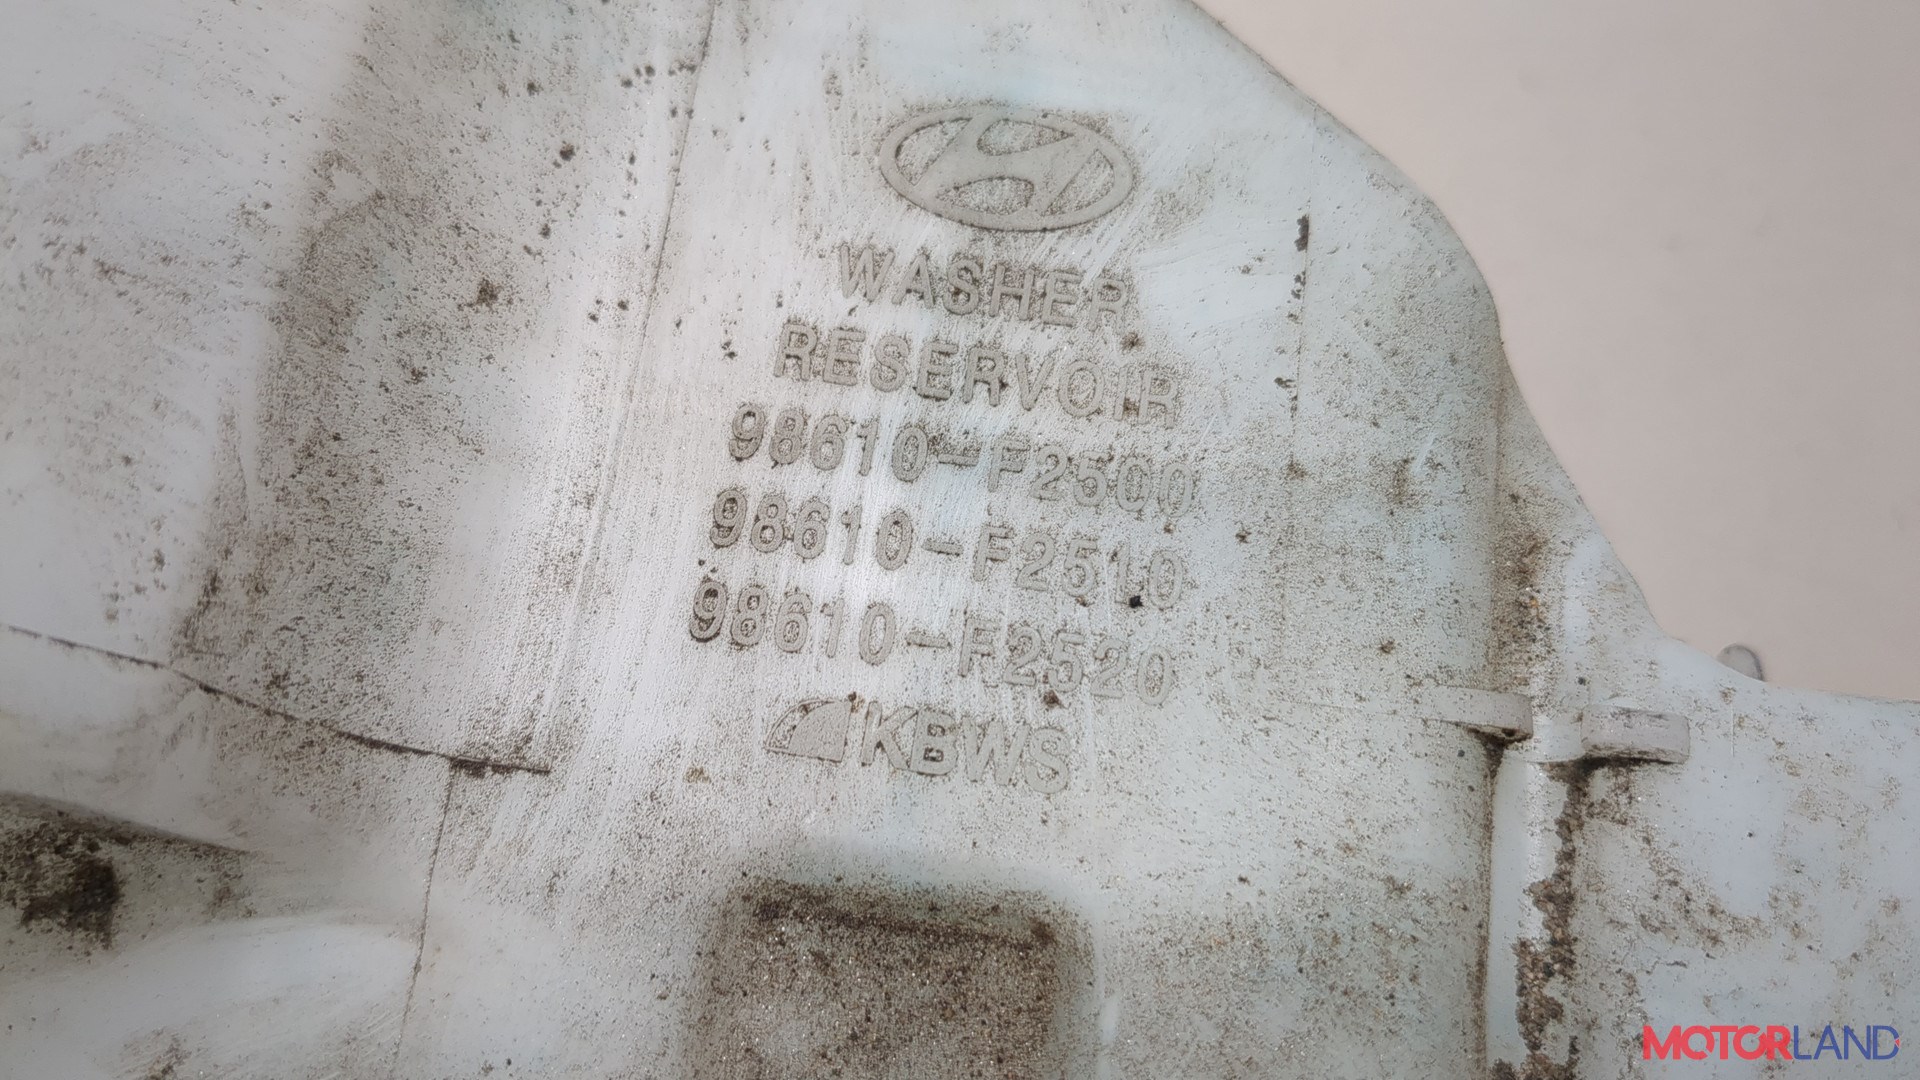 WASHER
RESERVOIR
98610-F2500
98610-F2510
98610-F2520
KBWS
MOTORLAND